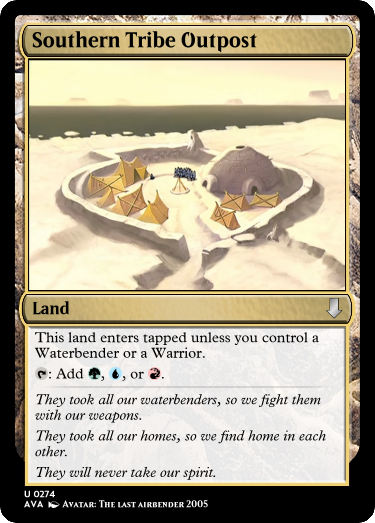 Southern Tribe Outpost
Land
This land enters tapped unless you control a
Waterbender or a Warrior.
: Add , , or .
They took all our waterbenders, so we fight them
with our weapons.
They took all our homes, so we find home in each
other.
They will never take our spirit.
U 0274
AVA Avatar: The last airbender 2005